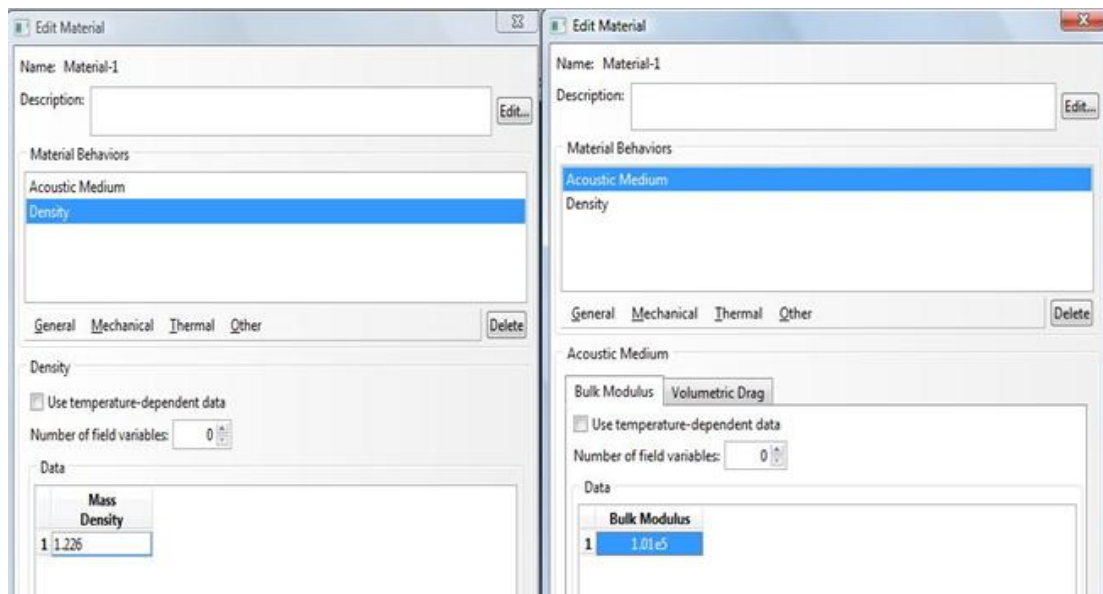 Edit Material
Name: Material-1
Description:
Edit...
Material Behaviors
Acoustic Medium
Density
General Mechanical Thermal Other
Delete
Density
Use temperature-dependent data
Number of field variables: 0
Data
Mass
Density
1 1.226
Edit Material
Name: Material-1
Description:
Edit...
Material Behaviors
Acoustic Medium
Density
General Mechanical Thermal Other
Delete
Acoustic Medium
Bulk Modulus Volumetric Drag
Use temperature-dependent data
Number of field variables: 0
Data
Bulk Modulus
1 1.01e5